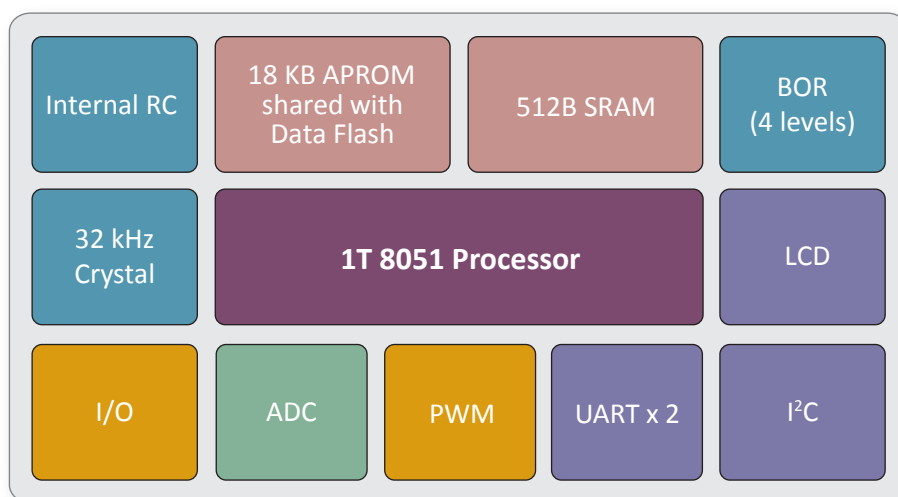 Internal RC
18 KB APROM
shared with
Data Flash
512B SRAM
BOR
(4 levels)
32 kHz
Crystal
1T 8051 Processor
LCD
I/O
ADC
PWM
UART x 2
I²C